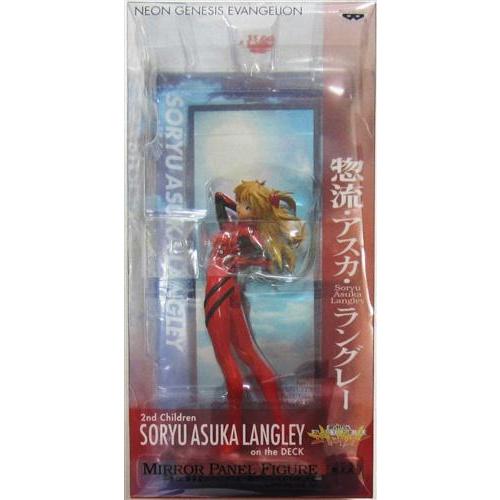 NEON GENESIS EVANGELION
SORYU ASUKA LANGLEY
惣流・アスカ・ラングレー
Soryu
Asuka
Langley
2nd Children
SORYU ASUKA LANGLEY
on the DECK
MIRROR PANEL FIGURE